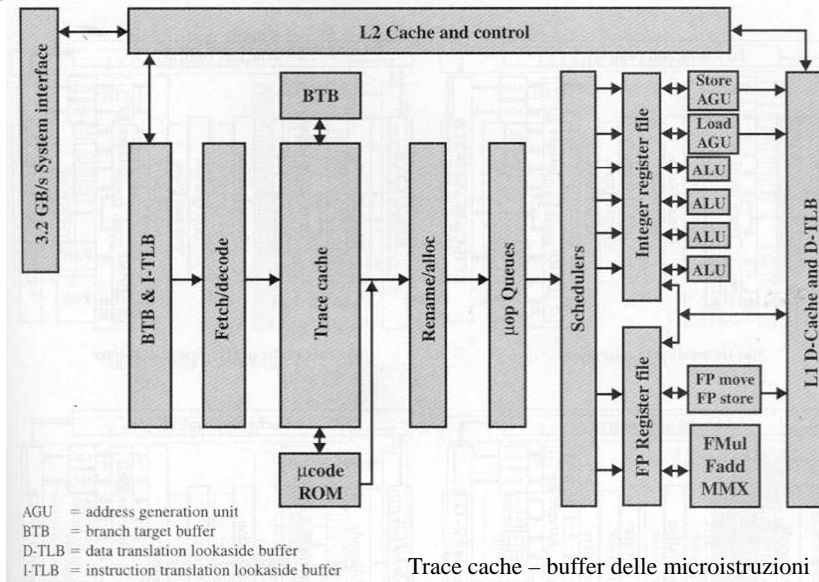 L2 Cache and control
3.2 GB/s System interface
BTB
BTB & I-TLB
Fetch/decode
Trace cache
µcode
ROM
Rename/alloc
µop Queues
Schedulers
Integer register file
FP Register file
Store
AGU
Load
AGU
ALU
ALU
ALU
ALU
FP move
FP store
FMul
Fadd
MMX
L1 D-Cache and D-TLB
AGU = address generation unit
BTB = branch target buffer
D-TLB = data translation lookaside buffer
I-TLB = instruction translation lookaside buffer
Trace cache – buffer delle microistruzioni